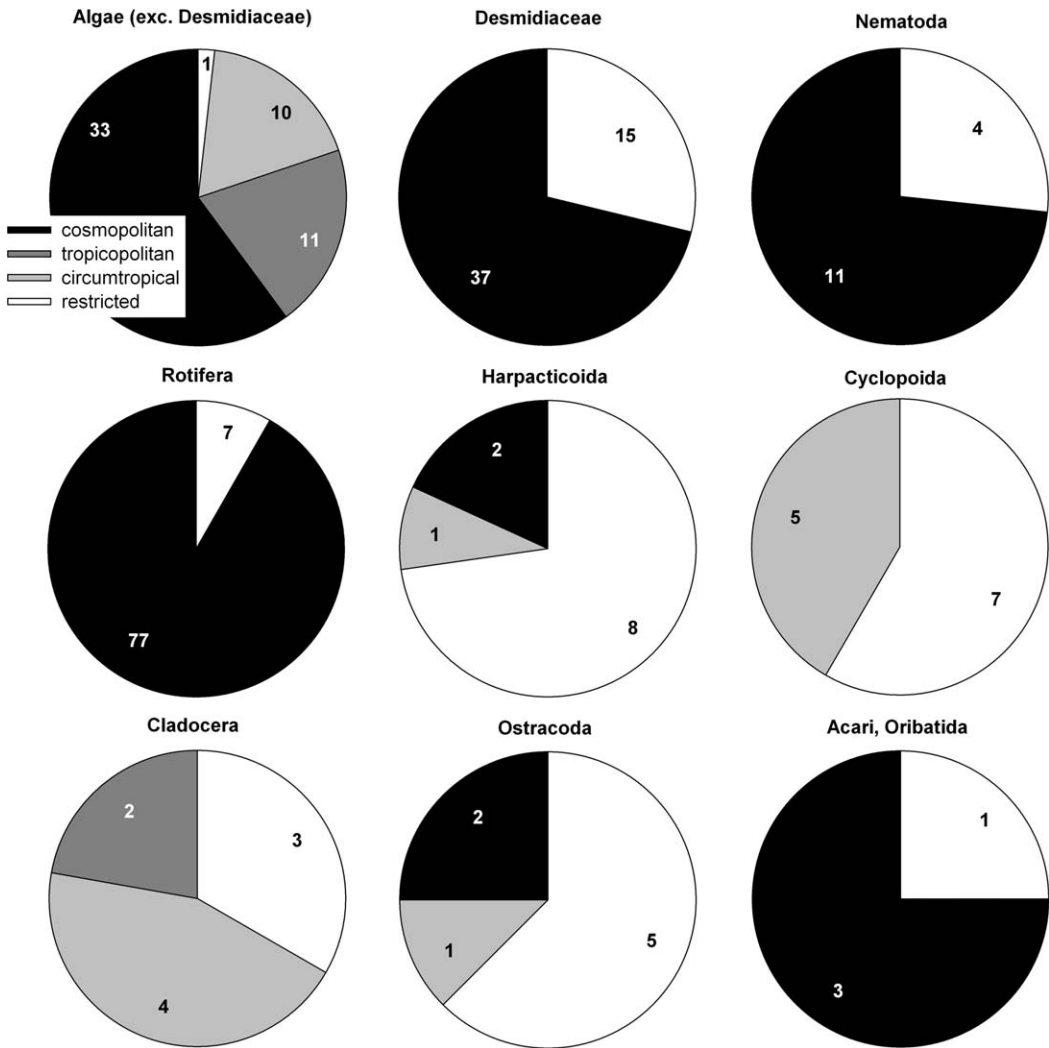 Algae (exc. Desmidiaceae)
1
10
33
11
cosmopolitan
tropicopolitan
circumtropical
restricted
Desmidiaceae
15
37
Nematoda
4
11
Rotifera
7
77
Harpacticoida
2
1
8
Cyclopoida
5
7
Cladocera
2
3
4
Ostracoda
2
1
5
Acari, Oribatida
1
3